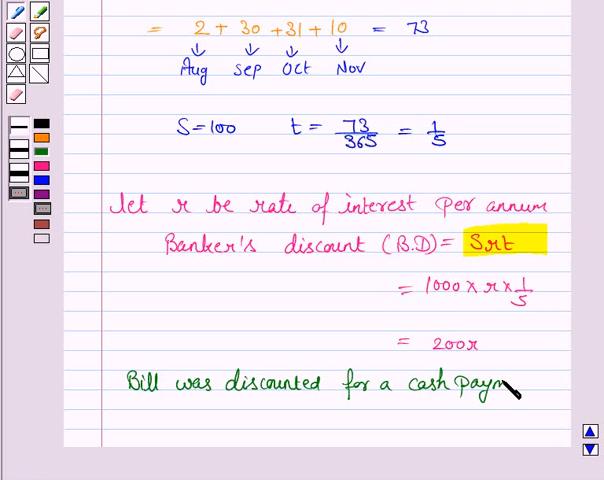 = 2 + 30 + 31 + 10 = 73
↓ ↓ ↓ ↓
Aug Sep Oct Nov
S=100 t = 73/365 = 1/5
let r be rate of interest per annum
Banker's discount (B.D) = Srt
= 1000 × r × 1/5
= 200r
Bill was discounted for a cash paym